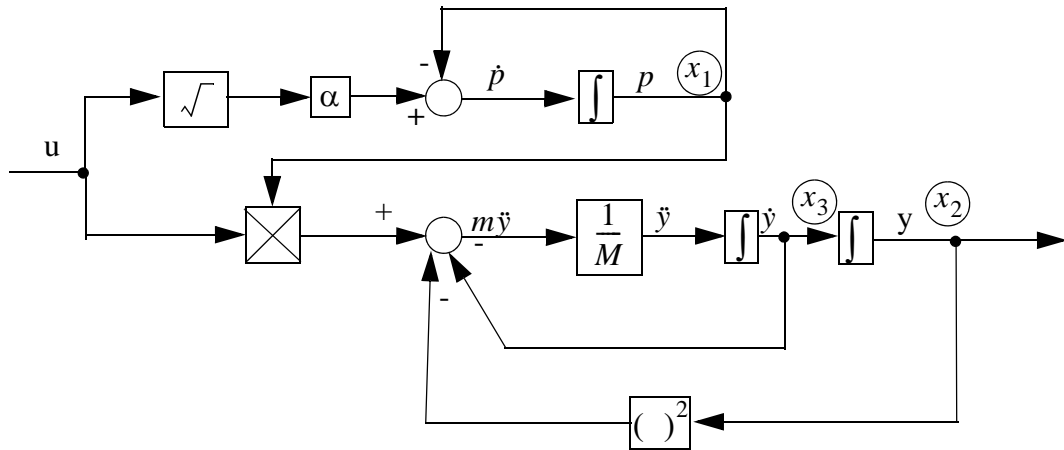 - ṗ ∫ p x₁
√ α +
u
+ mÿ 1/M ÿ ∫ ẏ x₃ ∫ y x₂
-
-
( )²